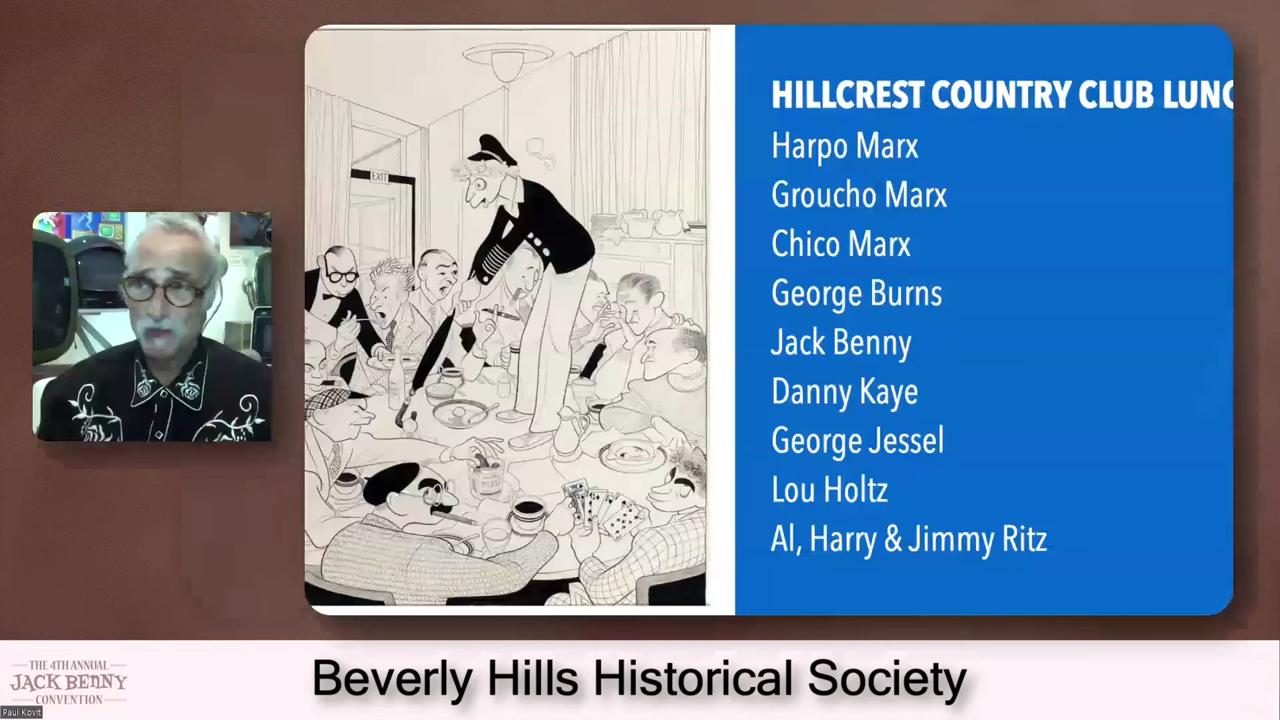 EXIT
HILLCREST COUNTRY CLUB LUNC
Harpo Marx
Groucho Marx
Chico Marx
George Burns
Jack Benny
Danny Kaye
George Jessel
Lou Holtz
Al, Harry & Jimmy Ritz
THE 4TH ANNUAL
JACK BENNY
CONVENTION
Paul Kovit
Beverly Hills Historical Society